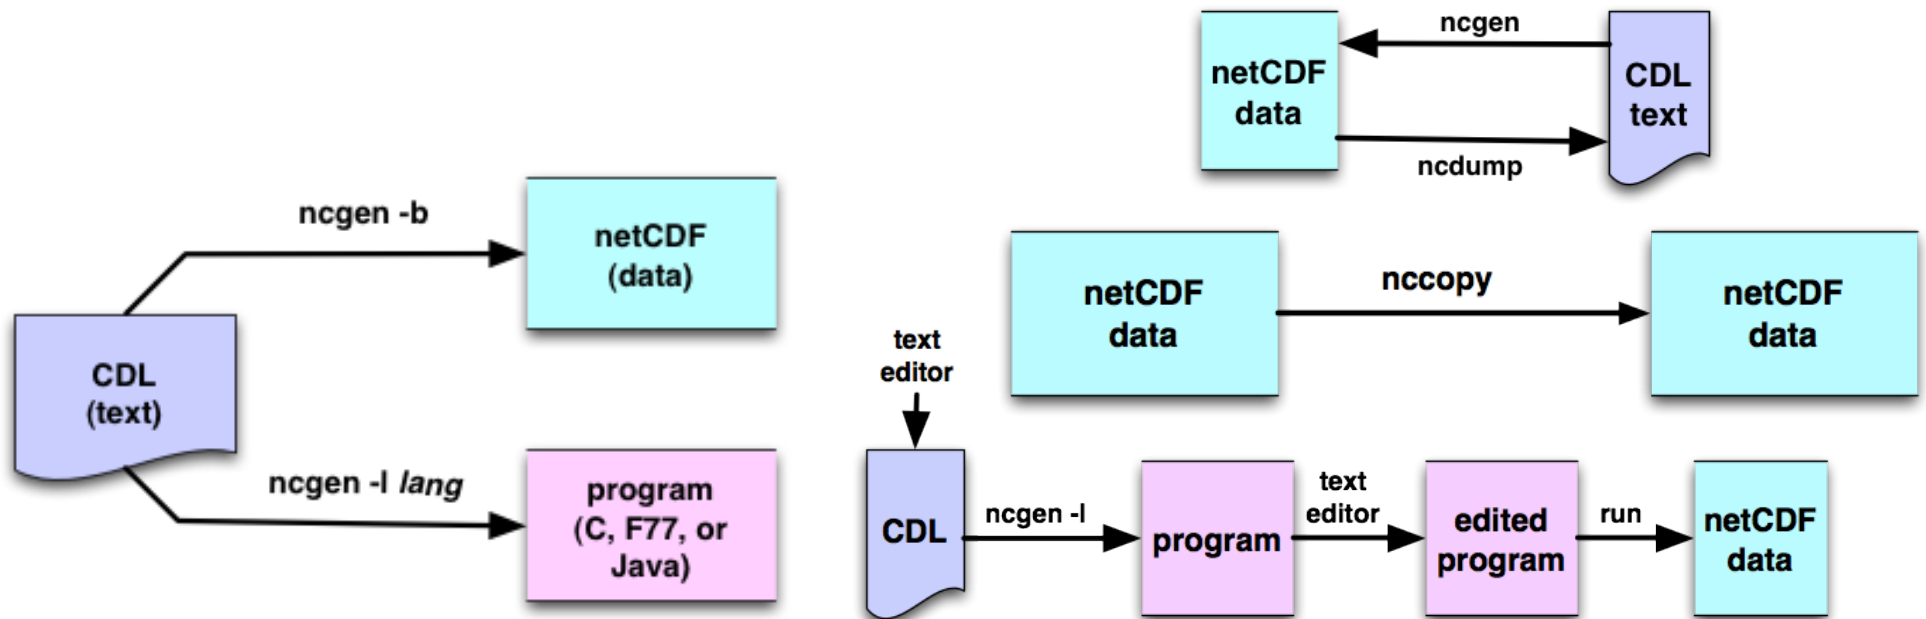 ncgen -b
netCDF
(data)
CDL
(text)
ncgen -l lang
program
(C, F77, or
Java)
ncgen
netCDF
data
CDL
text
ncdump
netCDF
data
nccopy
netCDF
data
text
editor
CDL
ncgen -l
program
text
editor
edited
program
run
netCDF
data